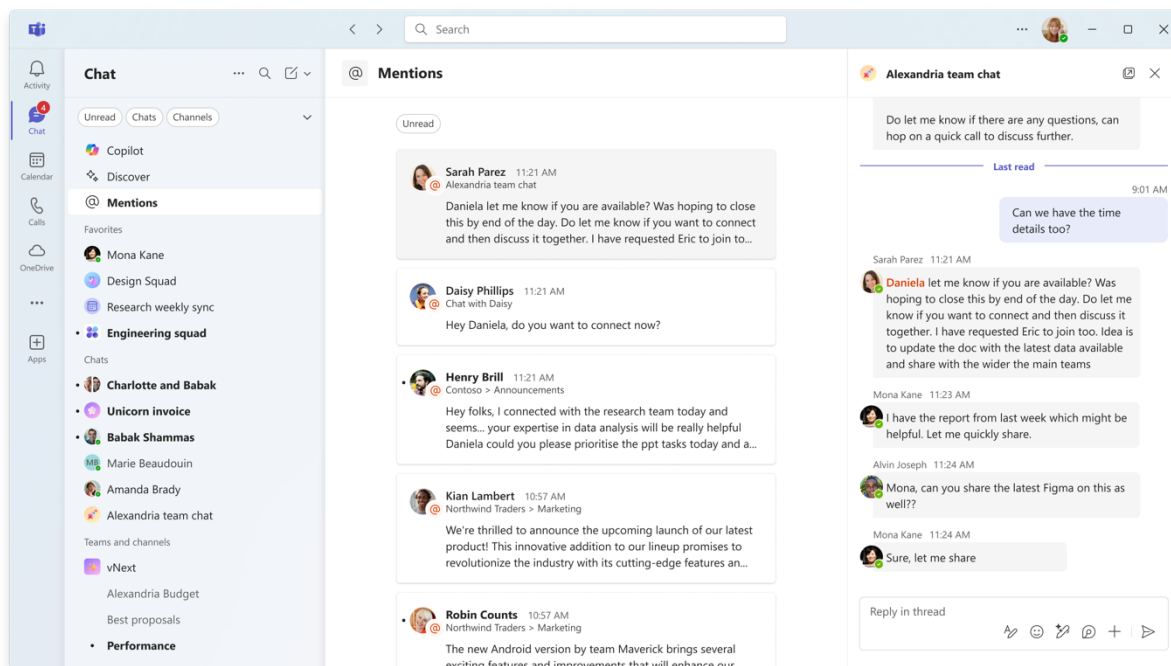 Search
Activity
4
Chat
Calendar
Calls
OneDrive
Apps
Chat
Unread
Chats
Channels
Copilot
Discover
@ Mentions
Favorites
Mona Kane
Design Squad
Research weekly sync
Engineering squad
Chats
Charlotte and Babak
Unicorn invoice
Babak Shammas
MB Marie Beaudouin
Amanda Brady
Alexandria team chat
Teams and channels
vNext
Alexandria Budget
Best proposals
Performance
@ Mentions
Unread
Sarah Parez 11:21 AM
@ Alexandria team chat
Daniela let me know if you are available? Was hoping to close
this by end of the day. Do let me know if you want to connect
and then discuss it together. I have requested Eric to join to...
Daisy Phillips 11:21 AM
@ Chat with Daisy
Hey Daniela, do you want to connect now?
Henry Brill 11:21 AM
@ Contoso > Announcements
Hey folks, I connected with the research team today and
seems... your expertise in data analysis will be really helpful
Daniela could you please prioritise the ppt tasks today and a...
Kian Lambert 10:57 AM
@ Northwind Traders > Marketing
We're thrilled to announce the upcoming launch of our latest
product! This innovative addition to our lineup promises to
revolutionize the industry with its cutting-edge features an...
Robin Counts 10:57 AM
@ Northwind Traders > Marketing
The new Android version by team Maverick brings several
exciting features and improvements that will enhance our
Alexandria team chat
Do let me know if there are any questions, can
hop on a quick call to discuss further.
Last read
9:01 AM
Can we have the time
details too?
Sarah Parez 11:21 AM
Daniela let me know if you are available? Was
hoping to close this by end of the day. Do let me
know if you want to connect and then discuss it
together. I have requested Eric to join too. Idea is
to update the doc with the latest data available
and share with the wider the main teams
Mona Kane 11:23 AM
I have the report from last week which might be
helpful. Let me quickly share.
Alvin Joseph 11:24 AM
Mona, can you share the latest Figma on this as
well??
Mona Kane 11:24 AM
Sure, let me share
Reply in thread